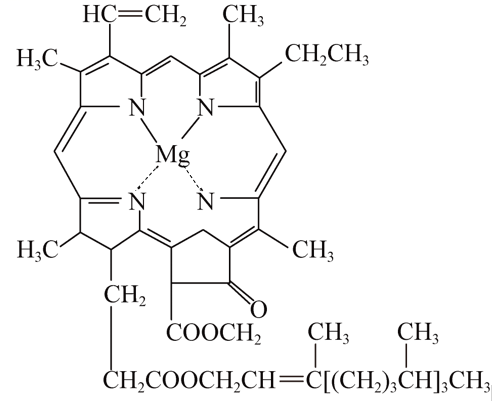 HC=CH₂ CH₃
H₃C CH₂CH₃
N N
Mg
N N
H₃C CH₃
CH₂ O
COOCH₂
CH₃ CH₃
CH₂COOCH₂CH=C[(CH₂)₃CH]₃CH₃